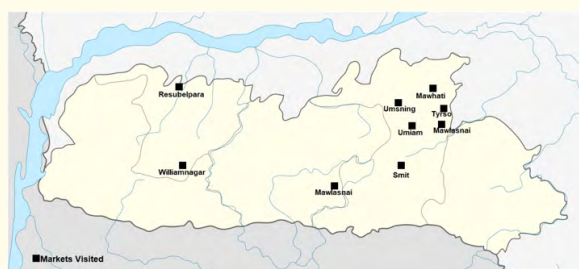 Resubelpara
Mawhati
Umsning
Tyrso
Umiam
Mawlasnai
Williamnagar
Smit
Mawlasnai
Markets Visited